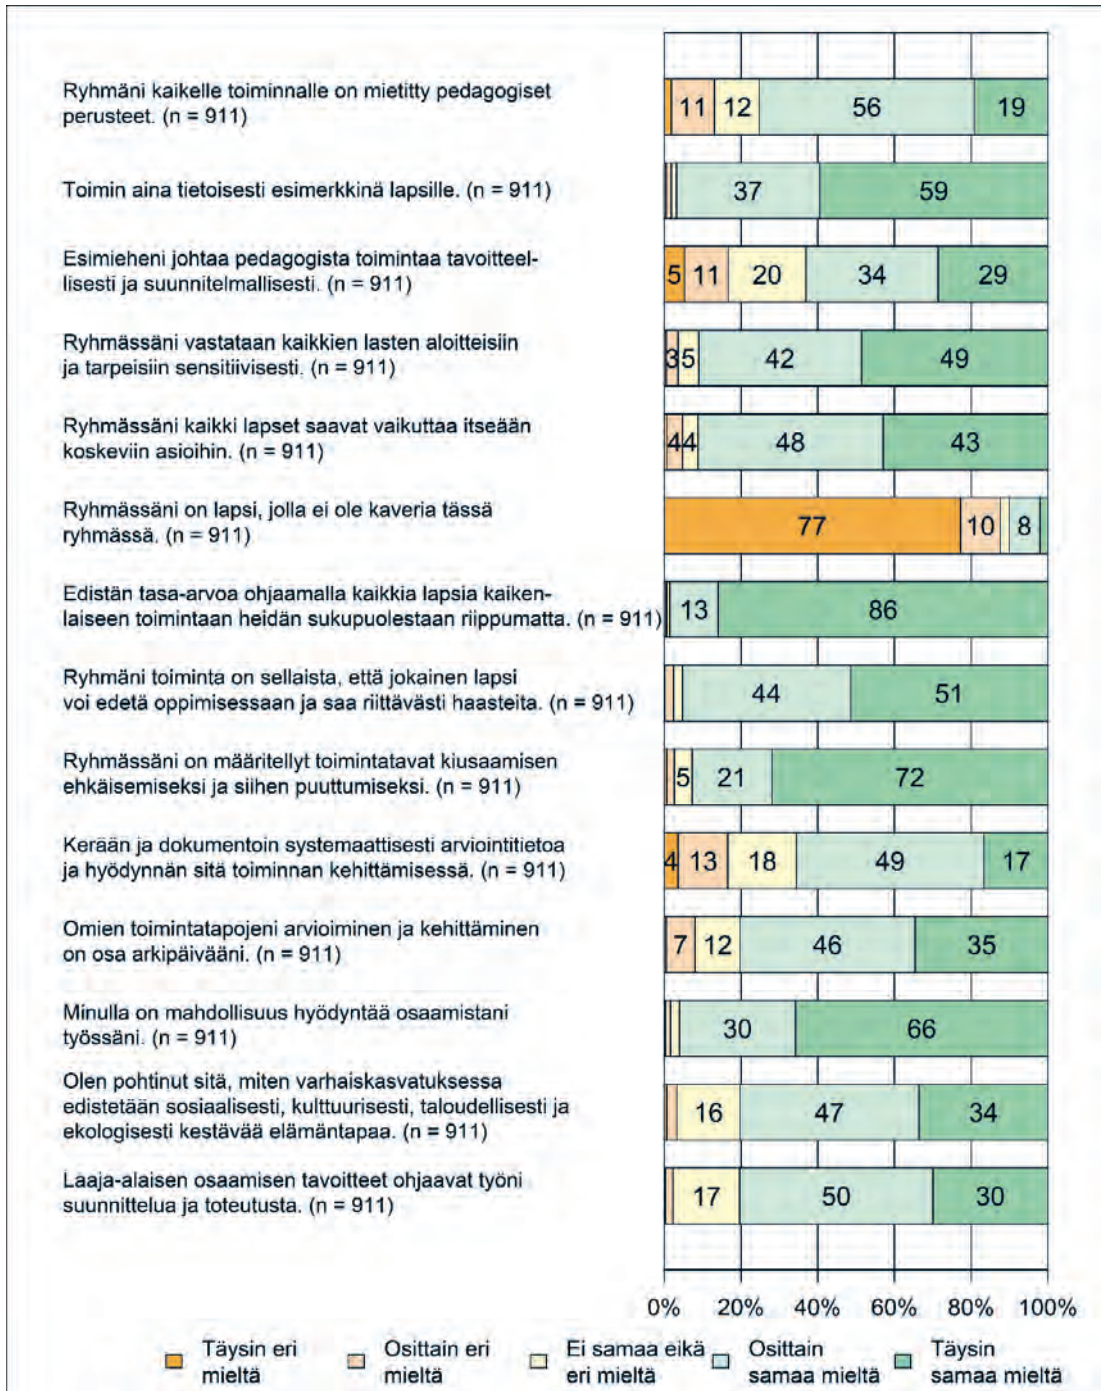 Ryhmäni kaikelle toiminnalle on mietitty pedagogiset
perusteet. (n = 911)
11 12 56 19
Toimin aina tietoisesti esimerkkinä lapsille. (n = 911)
37 59
Esimieheni johtaa pedagogista toimintaa tavoitteel-
lisesti ja suunnitelmallisesti. (n = 911)
5 11 20 34 29
Ryhmässäni vastataan kaikkien lasten aloitteisiin
ja tarpeisiin sensitiivisesti. (n = 911)
3 5 42 49
Ryhmässäni kaikki lapset saavat vaikuttaa itseään
koskeviin asioihin. (n = 911)
4 4 48 43
Ryhmässäni on lapsi, jolla ei ole kaveria tässä
ryhmässä. (n = 911)
77 10 8
Edistän tasa-arvoa ohjaamalla kaikkia lapsia kaiken-
laiseen toimintaan heidän sukupuolestaan riippumatta. (n = 911)
13 86
Ryhmäni toiminta on sellaista, että jokainen lapsi
voi edetä oppimisessaan ja saa riittävästi haasteita. (n = 911)
44 51
Ryhmässäni on määritellyt toimintatavat kiusaamisen
ehkäisemiseksi ja siihen puuttumiseksi. (n = 911)
5 21 72
Kerään ja dokumentoin systemaattisesti arviointitietoa
ja hyödynnän sitä toiminnan kehittämisessä. (n = 911)
4 13 18 49 17
Omien toimintatapojeni arvioiminen ja kehittäminen
on osa arkipäivääni. (n = 911)
7 12 46 35
Minulla on mahdollisuus hyödyntää osaamistani
työssäni. (n = 911)
30 66
Olen pohtinut sitä, miten varhaiskasvatuksessa
edistetään sosiaalisesti, kulttuurisesti, taloudellisesti ja
ekologisesti kestävää elämäntapaa. (n = 911)
16 47 34
Laaja-alaisen osaamisen tavoitteet ohjaavat työni
suunnittelua ja toteutusta. (n = 911)
17 50 30
0% 20% 40% 60% 80% 100%
Täysin eri
mieltä
Osittain eri
mieltä
Ei samaa eikä
eri mieltä
Osittain
samaa mieltä
Täysin
samaa mieltä